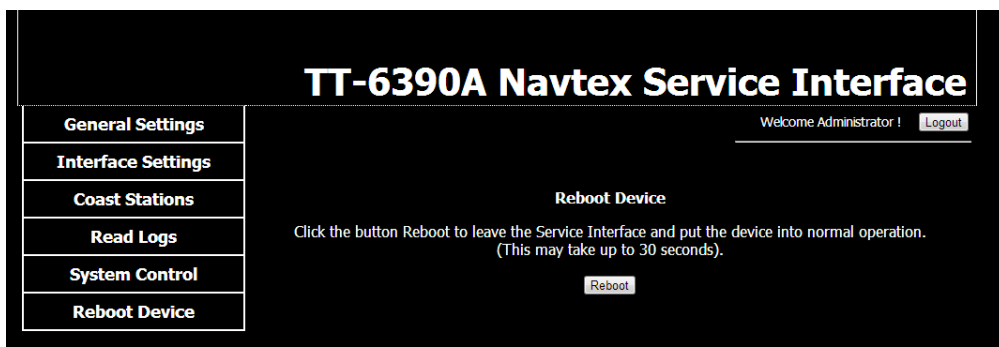 TT-6390A Navtex Service Interface
Welcome Administrator ! Logout
General Settings
Interface Settings
Coast Stations
Read Logs
System Control
Reboot Device
Reboot Device
Click the button Reboot to leave the Service Interface and put the device into normal operation.
(This may take up to 30 seconds).
Reboot